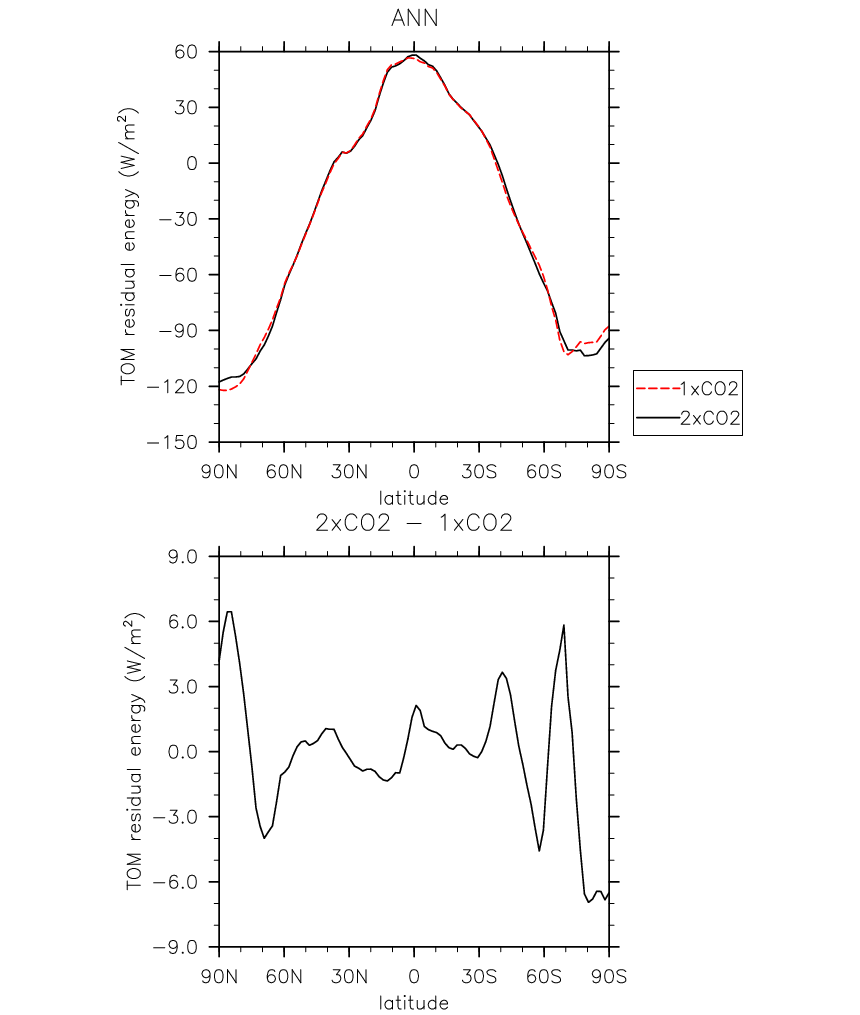 ANN
60
30
0
−30
−60
−90
−120
−150
TOM residual energy (W/m²)
90N 60N 30N 0 30S 60S 90S
latitude
1xCO2
2xCO2
2xCO2 − 1xCO2
9.0
6.0
3.0
0.0
−3.0
−6.0
−9.0
TOM residual energy (W/m²)
90N 60N 30N 0 30S 60S 90S
latitude